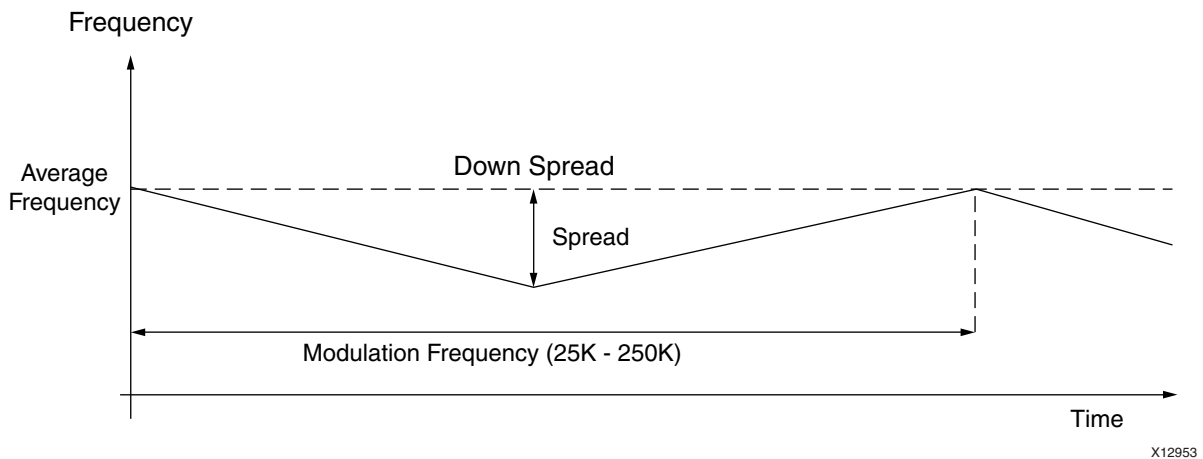 Frequency
Average
Frequency
Down Spread
Spread
Modulation Frequency (25K - 250K)
Time
X12953